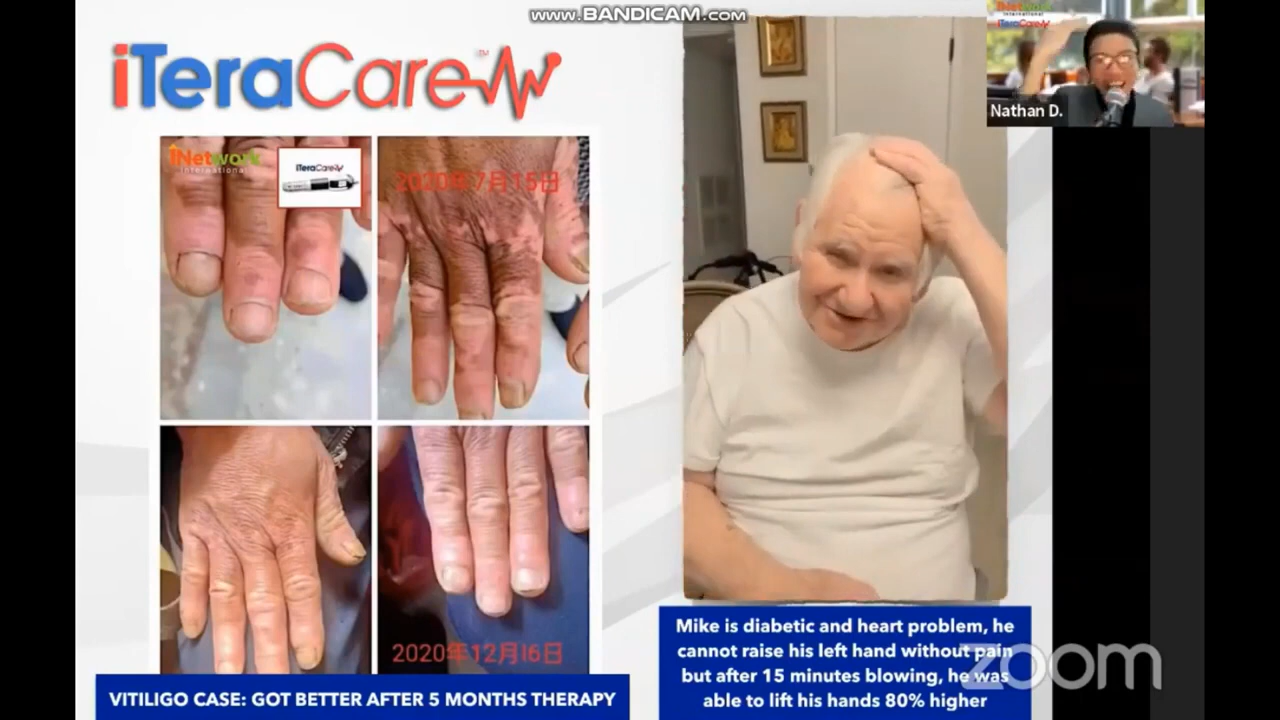 www.BANDICAM.com
iTeraCare™
iNetwork
International
iTeraCare
2020年7月15日
2020年12月16日
VITILIGO CASE: GOT BETTER AFTER 5 MONTHS THERAPY
Mike is diabetic and heart problem, he
cannot raise his left hand without pain
but after 15 minutes blowing, he was
able to lift his hands 80% higher
iNetwork
International
iTeraCare
Nathan D.
zoom